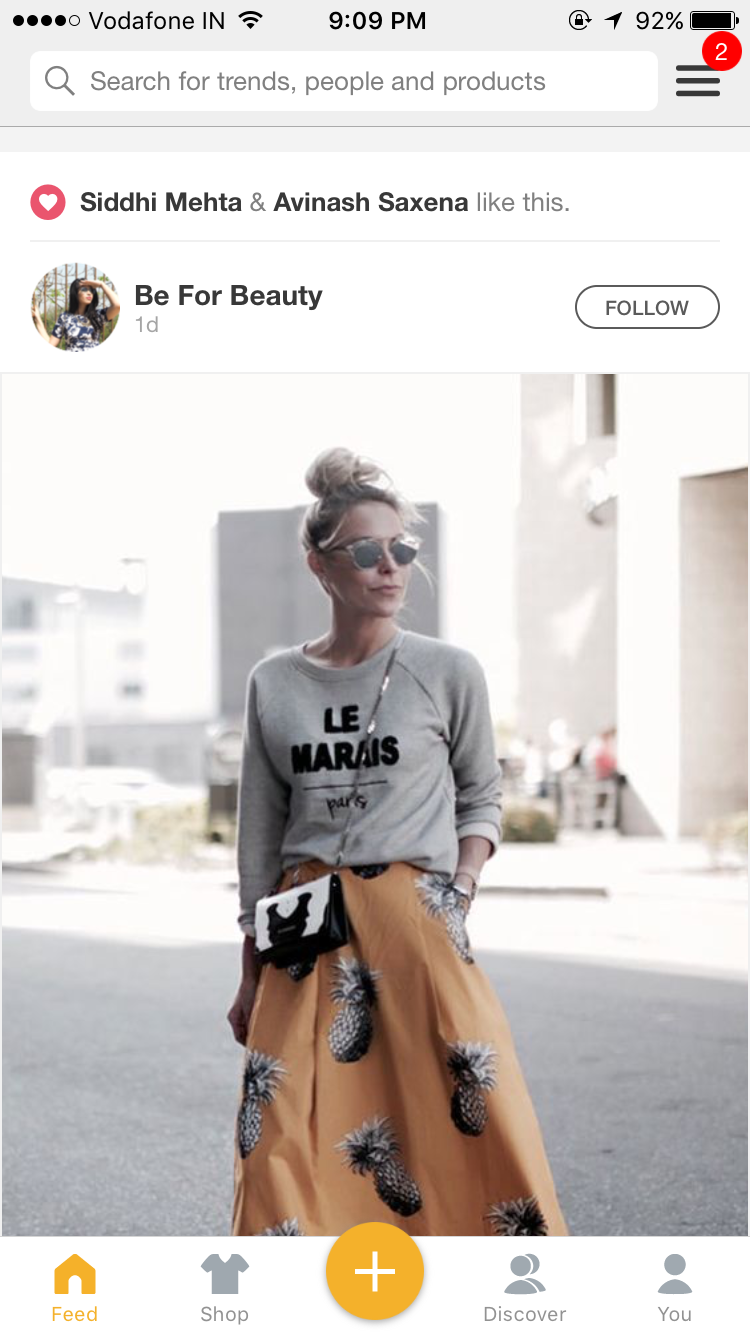 Vodafone IN 9:09 PM 92%
2
Search for trends, people and products
Siddhi Mehta & Avinash Saxena like this.
Be For Beauty
1d
FOLLOW
LE
MARAIS
paris
Feed Shop Discover You